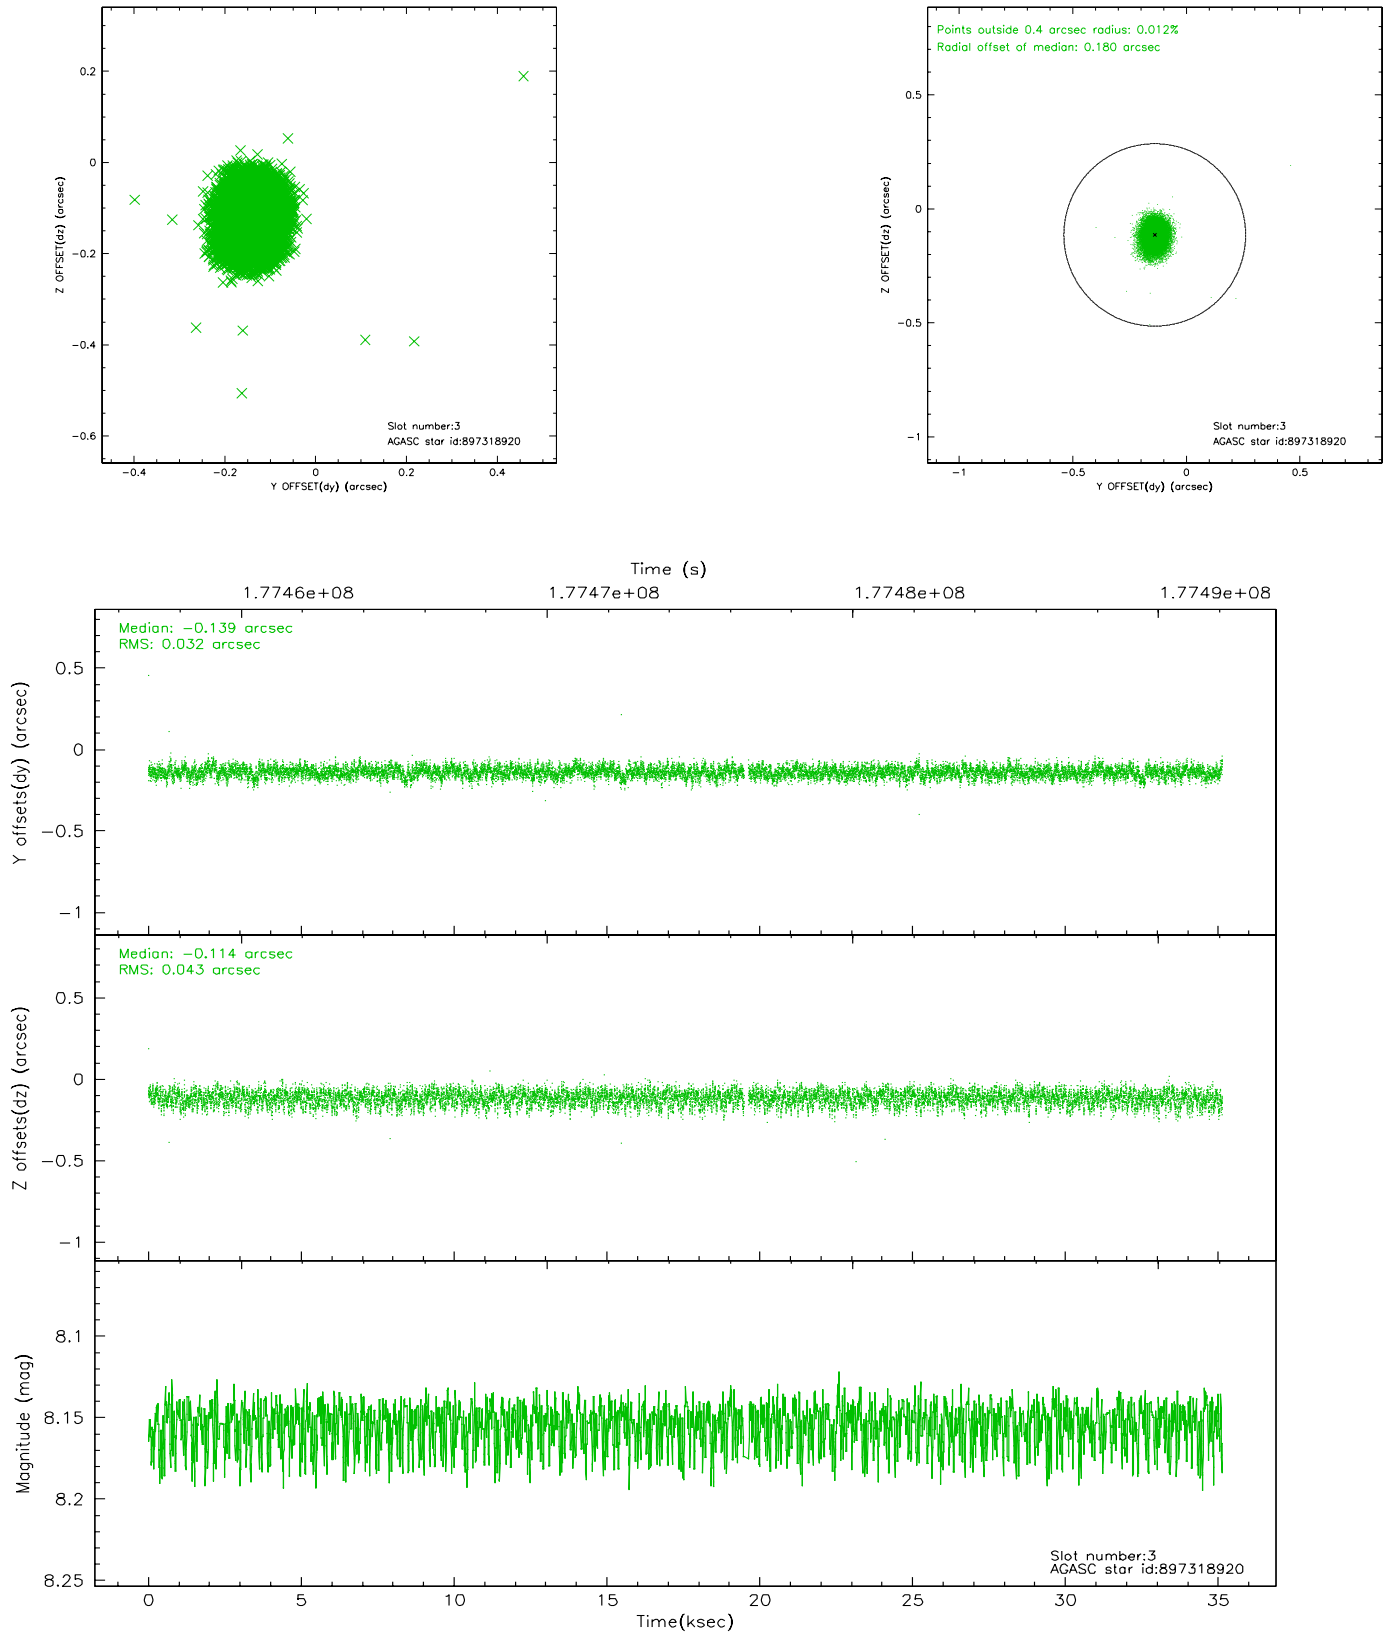 0.2
0
−0.2
−0.4
−0.6
Z OFFSET(dz) (arcsec)
−0.4
−0.2
0
0.2
0.4
Y OFFSET(dy) (arcsec)
Slot number:3
AGASC star id:897318920
Points outside 0.4 arcsec radius: 0.012%
Radial offset of median: 0.180 arcsec
0.5
0
−0.5
−1
Z OFFSET(dz) (arcsec)
−1
−0.5
0
0.5
Y OFFSET(dy) (arcsec)
Slot number:3
AGASC star id:897318920
Time (s)
1.7746e+08
1.7747e+08
1.7748e+08
1.7749e+08
Median: −0.139 arcsec
RMS: 0.032 arcsec
0.5
0
−0.5
−1
Y offsets(dy) (arcsec)
Median: −0.114 arcsec
RMS: 0.043 arcsec
0.5
0
−0.5
−1
Z offsets(dz) (arcsec)
8.1
8.15
8.2
8.25
Magnitude (mag)
Slot number:3
AGASC star id:897318920
0
5
10
15
20
25
30
35
Time(ksec)